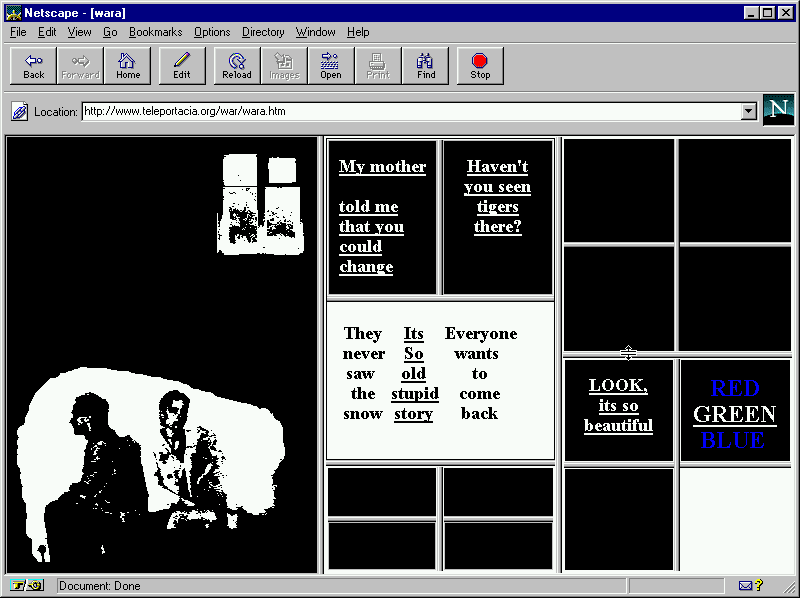 Netscape - [wara]
File Edit View Go Bookmarks Options Directory Window Help
Back Forward Home Edit Reload Images Open Print Find Stop
Location: http://www.teleportacia.org/war/wara.htm
N
My mother
told me
that you
could
change
Haven't
you seen
tigers
there?
They
never
saw
the
snow
Its
So
old
stupid
story
Everyone
wants
to
come
back
LOOK,
its so
beautiful
RED
GREEN
BLUE
Document: Done